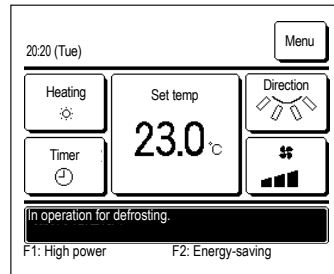 20:20 (Tue)
Menu
Heating
Set temp
Direction
23.0°C
Timer
In operation for defrosting.
F1: High power
F2: Energy-saving